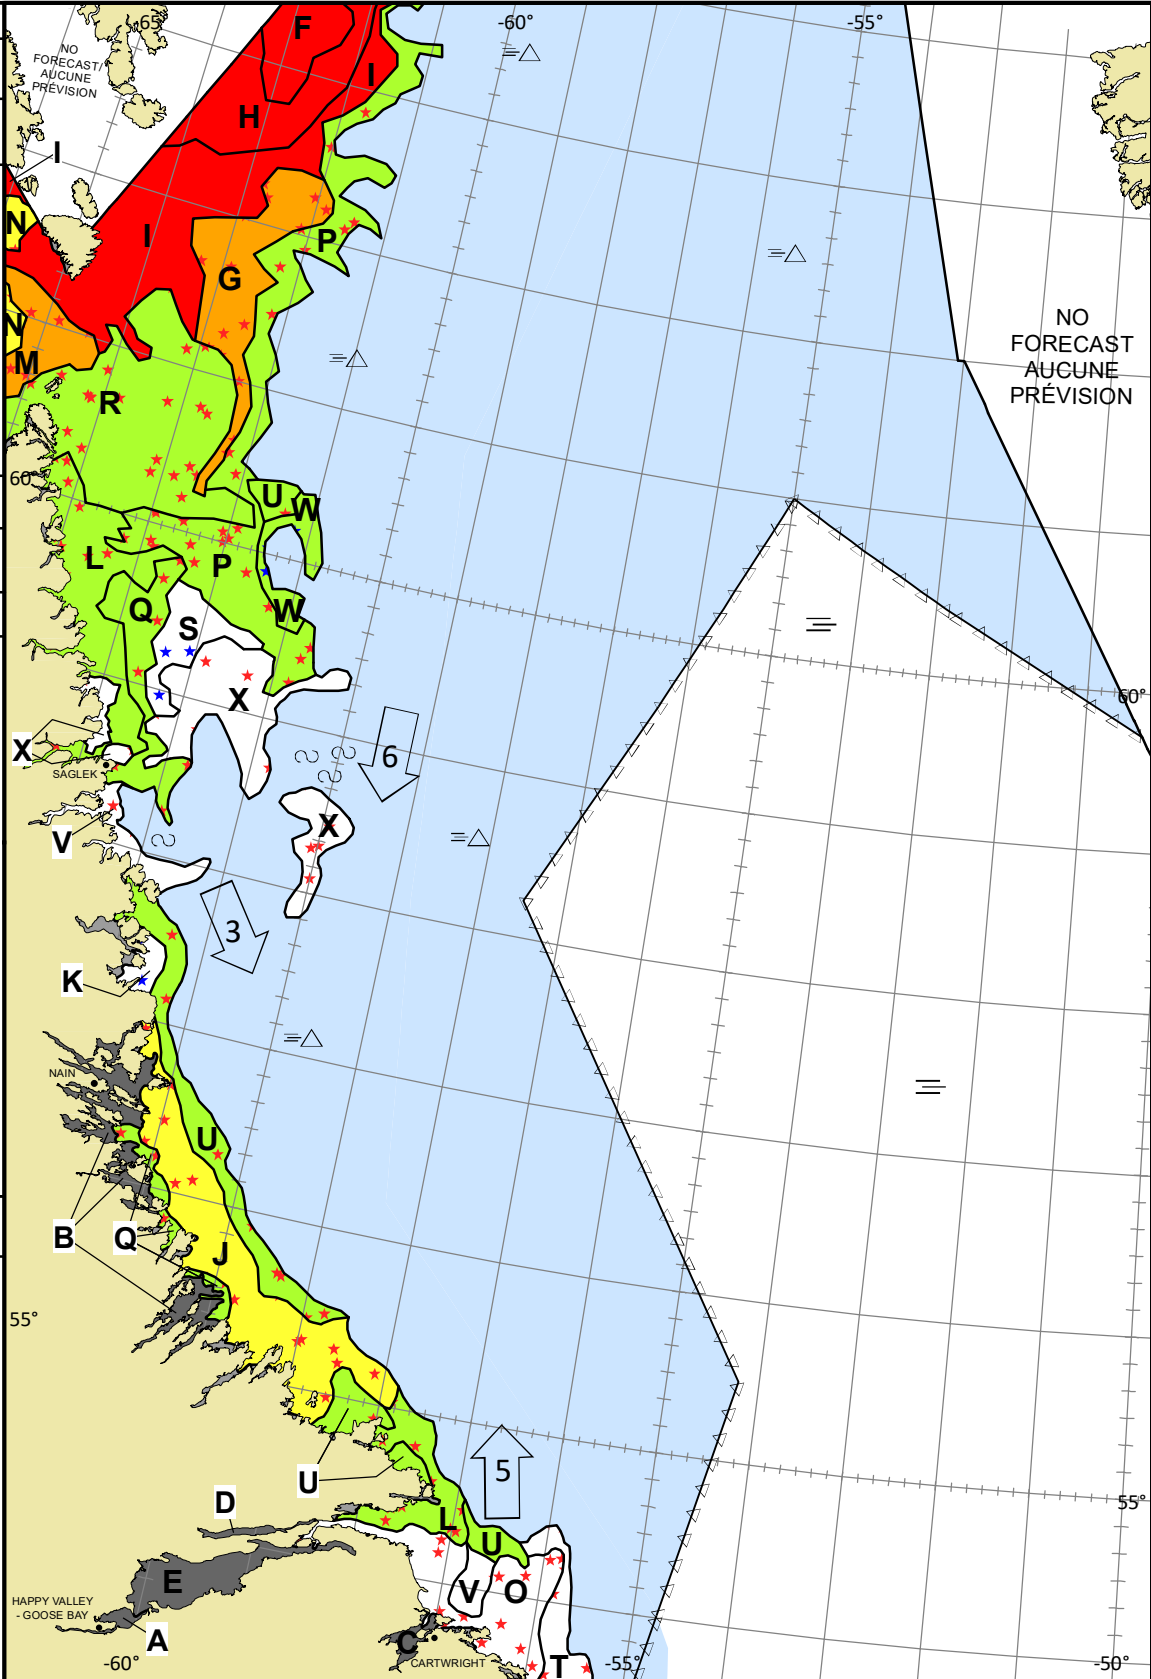 -65°
-60°
-55°
F
NO
FORECAST/
AUCUNE
PRÉVISION
I
H
I
N
I
P
G
NO
FORECAST
AUCUNE
PRÉVISION
N
M
R
60°
U
W
L
P
Q
W
S
60°
X
X
6
SAGLEK
X
V
3
K
NAIN
U
B
Q
J
55°
U
5
55°
D
L
U
E
V
O
HAPPY VALLEY
- GOOSE BAY
A
C
CARTWRIGHT
T
-60°
-55°
-50°